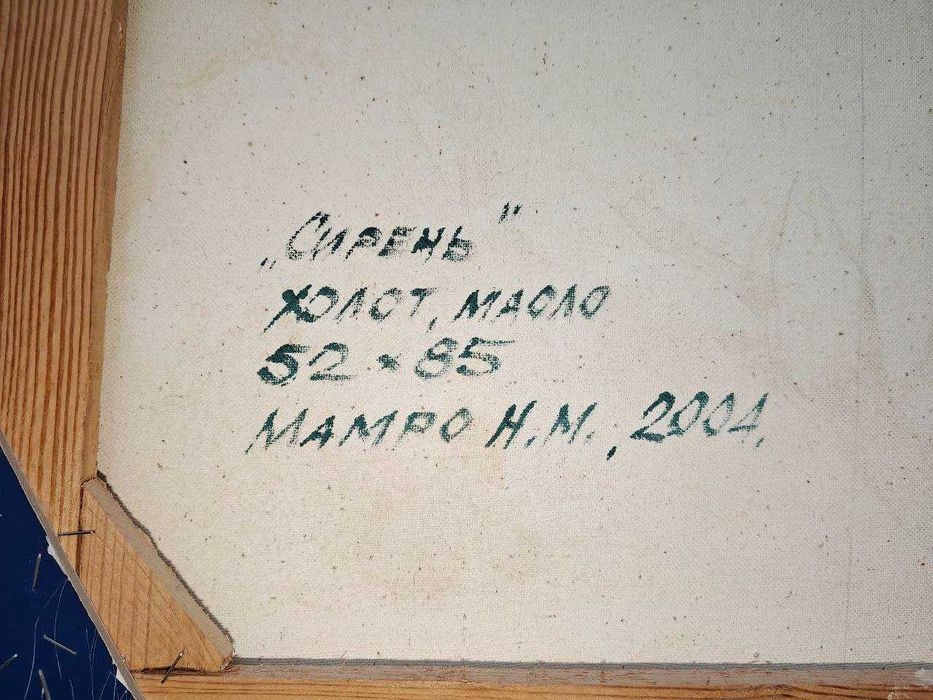 „Сирень"
холст, масло
52 × 85
Мамро Н.М., 2004.